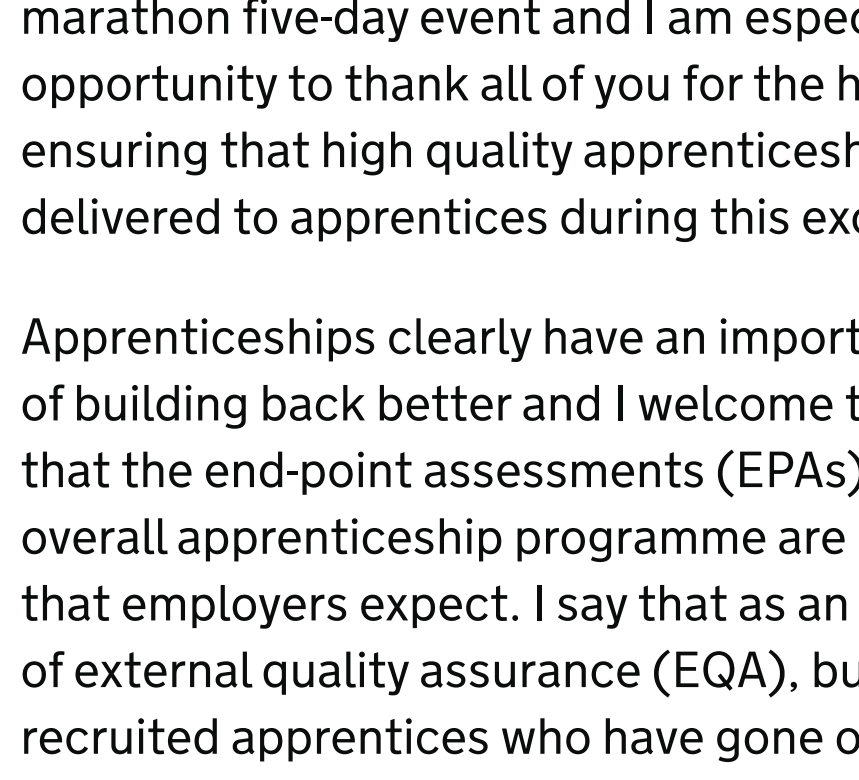 marathon five-day event and I am espec
opportunity to thank all of you for the h
ensuring that high quality apprenticesh
delivered to apprentices during this exc
Apprenticeships clearly have an import
of building back better and I welcome t
that the end-point assessments (EPAs)
overall apprenticeship programme are
that employers expect. I say that as an
of external quality assurance (EQA), bu
recruited apprentices who have gone o